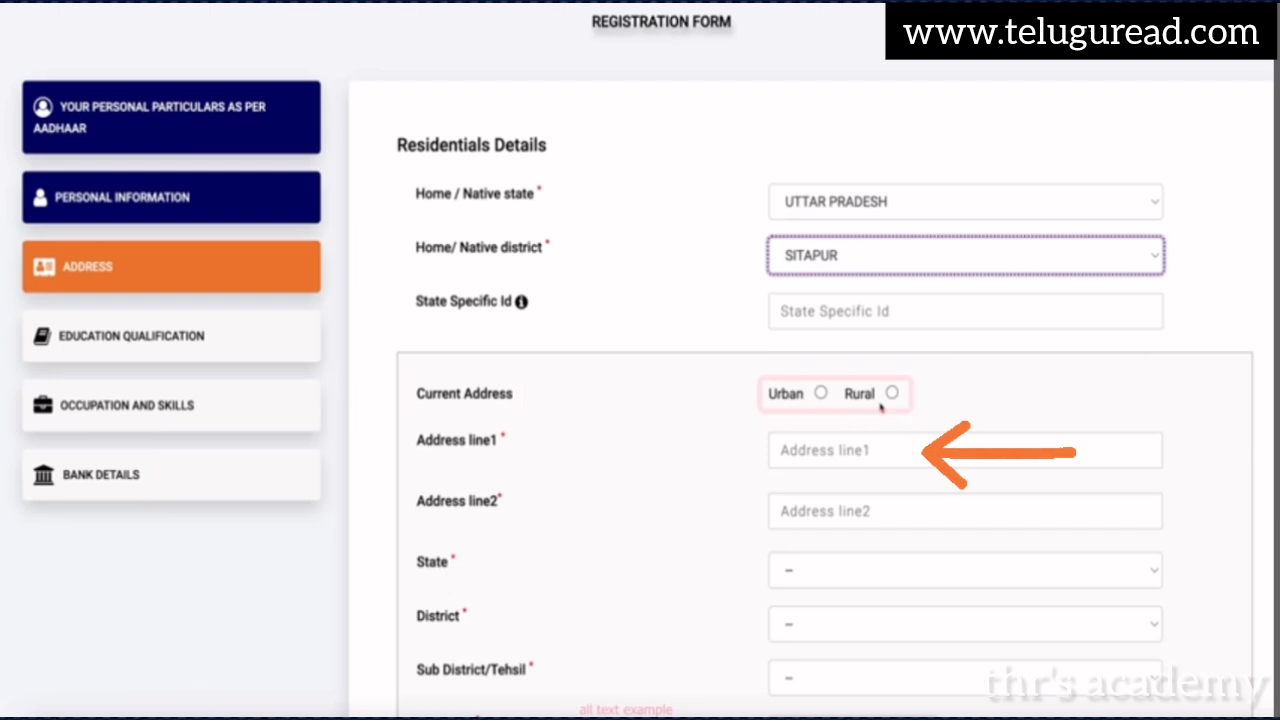 REGISTRATION FORM
www.teluguread.com
YOUR PERSONAL PARTICULARS AS PER
AADHAAR
PERSONAL INFORMATION
ADDRESS
EDUCATION QUALIFICATION
OCCUPATION AND SKILLS
BANK DETAILS
Residentials Details
Home / Native state *
UTTAR PRADESH
Home/ Native district *
SITAPUR
State Specific Id
State Specific Id
Current Address
Urban Rural
Address line1 *
Address line1
Address line2*
Address line2
State *
--
District *
--
Sub District/Tehsil *
--
thr's academy
all text example